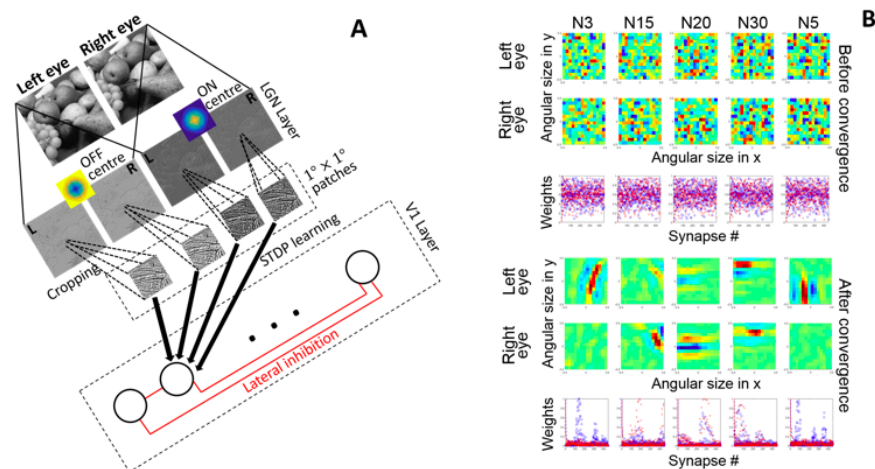 A
Left eye
Right eye
ON
centre
LGN Layer
R
L
OFF
centre
R
L
1° × 1°
patches
Cropping
STDP learning
V1 Layer
Lateral inhibition
B
N3 N15 N20 N30 N5
Left
eye
Right
eye
Angular size in y
Angular size in x
Before convergence
Weights
Synapse #
Left
eye
Right
eye
Angular size in y
Angular size in x
After convergence
Weights
Synapse #